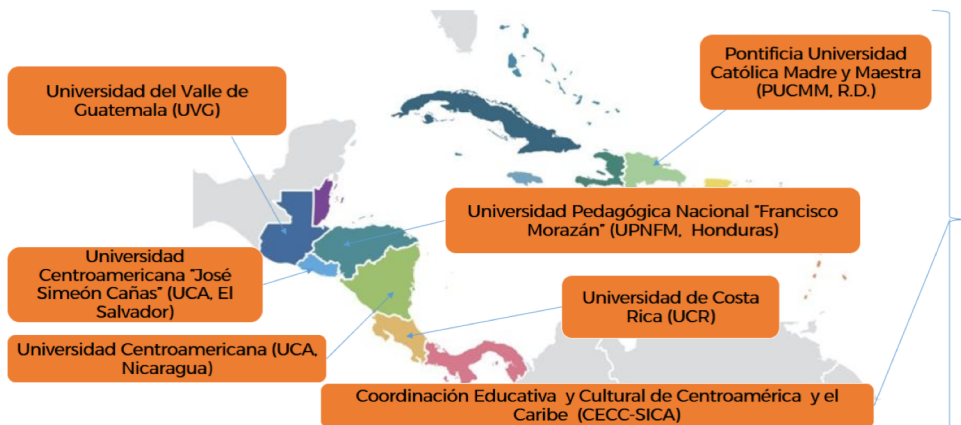 Universidad del Valle de
Guatemala (UVG)
Pontificia Universidad
Católica Madre y Maestra
(PUCMM, R.D.)
Universidad Pedagógica Nacional “Francisco
Morazán” (UPNFM, Honduras)
Universidad
Centroamericana “José
Simeón Cañas” (UCA, El
Salvador)
Universidad de Costa
Rica (UCR)
Universidad Centroamericana (UCA,
Nicaragua)
Coordinación Educativa y Cultural de Centroamérica y el
Caribe (CECC-SICA)